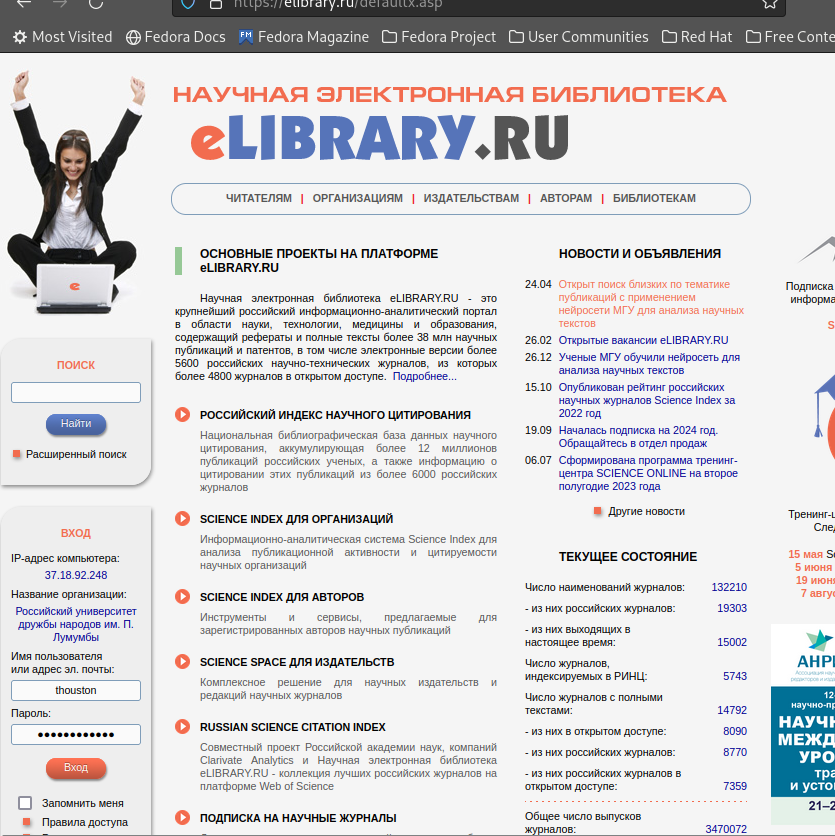 https://elibrary.ru/defaultx.asp
Most Visited
Fedora Docs
Fedora Magazine
Fedora Project
User Communities
Red Hat
Free Conte
НАУЧНАЯ ЭЛЕКТРОННАЯ БИБЛИОТЕКА
eLIBRARY.RU
ЧИТАТЕЛЯМ | ОРГАНИЗАЦИЯМ | ИЗДАТЕЛЬСТВАМ | АВТОРАМ | БИБЛИОТЕКАМ
ПОИСК
Найти
Расширенный поиск
ВХОД
IP-адрес компьютера:
37.18.92.248
Название организации:
Российский университет
дружбы народов им. П.
Лумумбы
Имя пользователя
или адрес эл. почты:
thouston
Пароль:
●●●●●●●●●●●●
Вход
Запомнить меня
Правила доступа
ОСНОВНЫЕ ПРОЕКТЫ НА ПЛАТФОРМЕ
eLIBRARY.RU
Научная электронная библиотека eLIBRARY.RU - это
крупнейший российский информационно-аналитический портал
в области науки, технологии, медицины и образования,
содержащий рефераты и полные тексты более 38 млн научных
публикаций и патентов, в том числе электронные версии более
5600 российских научно-технических журналов, из которых
более 4800 журналов в открытом доступе. Подробнее...
РОССИЙСКИЙ ИНДЕКС НАУЧНОГО ЦИТИРОВАНИЯ
Национальная библиографическая база данных научного
цитирования, аккумулирующая более 12 миллионов
публикаций российских ученых, а также информацию о
цитировании этих публикаций из более 6000 российских
журналов
SCIENCE INDEX ДЛЯ ОРГАНИЗАЦИЙ
Информационно-аналитическая система Science Index для
анализа публикационной активности и цитируемости
научных организаций
SCIENCE INDEX ДЛЯ АВТОРОВ
Инструменты и сервисы, предлагаемые для
зарегистрированных авторов научных публикаций
SCIENCE SPACE ДЛЯ ИЗДАТЕЛЬСТВ
Комплексное решение для научных издательств и
редакций научных журналов
RUSSIAN SCIENCE CITATION INDEX
Совместный проект Российской академии наук, компаний
Clarivate Analytics и Научная электронная библиотека
eLIBRARY.RU - коллекция лучших российских журналов на
платформе Web of Science
ПОДПИСКА НА НАУЧНЫЕ ЖУРНАЛЫ
НОВОСТИ И ОБЪЯВЛЕНИЯ
24.04 Открыт поиск близких по тематике
публикаций с применением
нейросети МГУ для анализа научных
текстов
26.02 Открытые вакансии eLIBRARY.RU
26.12 Ученые МГУ обучили нейросеть для
анализа научных текстов
15.10 Опубликован рейтинг российских
научных журналов Science Index за
2022 год
19.09 Началась подписка на 2024 год.
Обращайтесь в отдел продаж
06.07 Сформирована программа тренинг-
центра SCIENCE ONLINE на второе
полугодие 2023 года
Другие новости
ТЕКУЩЕЕ СОСТОЯНИЕ
Число наименований журналов: 132210
- из них российских журналов: 19303
- из них выходящих в
настоящее время: 15002
Число журналов,
индексируемых в РИНЦ: 5743
Число журналов с полными
текстами: 14792
- из них в открытом доступе: 8090
- из них российских журналов: 8770
- из них российских журналов в
открытом доступе: 7359
Общее число выпусков
журналов: 3470072
Подписка
информа
S
Тренинг-ц
След
15 мая Sc
5 июня
19 июня
7 авгус
АНРИ
12
научно-пр
НАУЧН
МЕЖД
УРО
тра
и устой
21–2